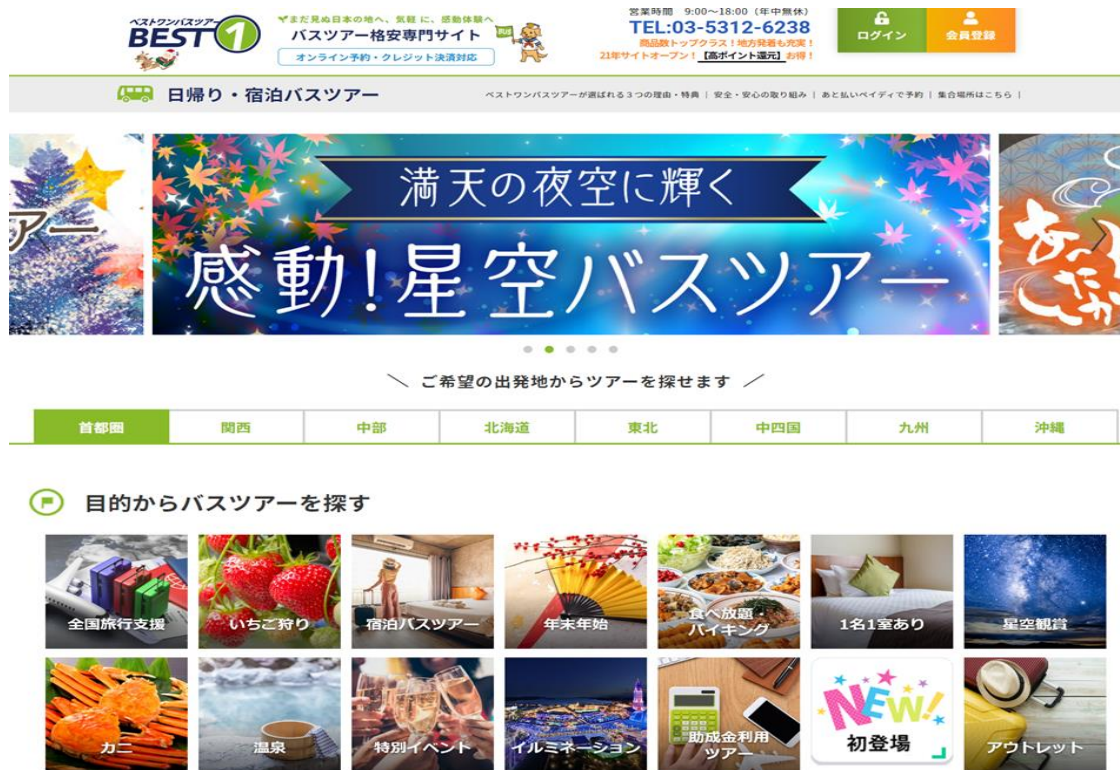 ベストワンバスツアー
BEST 1
まだ見ぬ日本の地へ、気軽に、感動体験へ
バスツアー格安専門サイト
オンライン予約・クレジット決済対応
営業時間 9:00～18:00（年中無休）
TEL:03-5312-6238
商品数トップクラス！地方発着も充実！
21年サイトオープン！【高ポイント還元】お得！
ログイン
会員登録
日帰り・宿泊バスツアー
ベストワンバスツアーが選ばれる３つの理由・特典 | 安全・安心の取り組み | あと払いペイディで予約 | 集合場所はこちら |
アー
満天の夜空に輝く
感動!星空バスツアー
あったか
＼ ご希望の出発地からツアーを探せます ／
首都圏
関西
中部
北海道
東北
中四国
九州
沖縄
目的からバスツアーを探す
全国旅行支援
いちご狩り
宿泊バスツアー
年末年始
食べ放題
バイキング
1名1室あり
星空観賞
カニ
温泉
特別イベント
イルミネーション
助成金利用
ツアー
NEW!
初登場
アウトレット